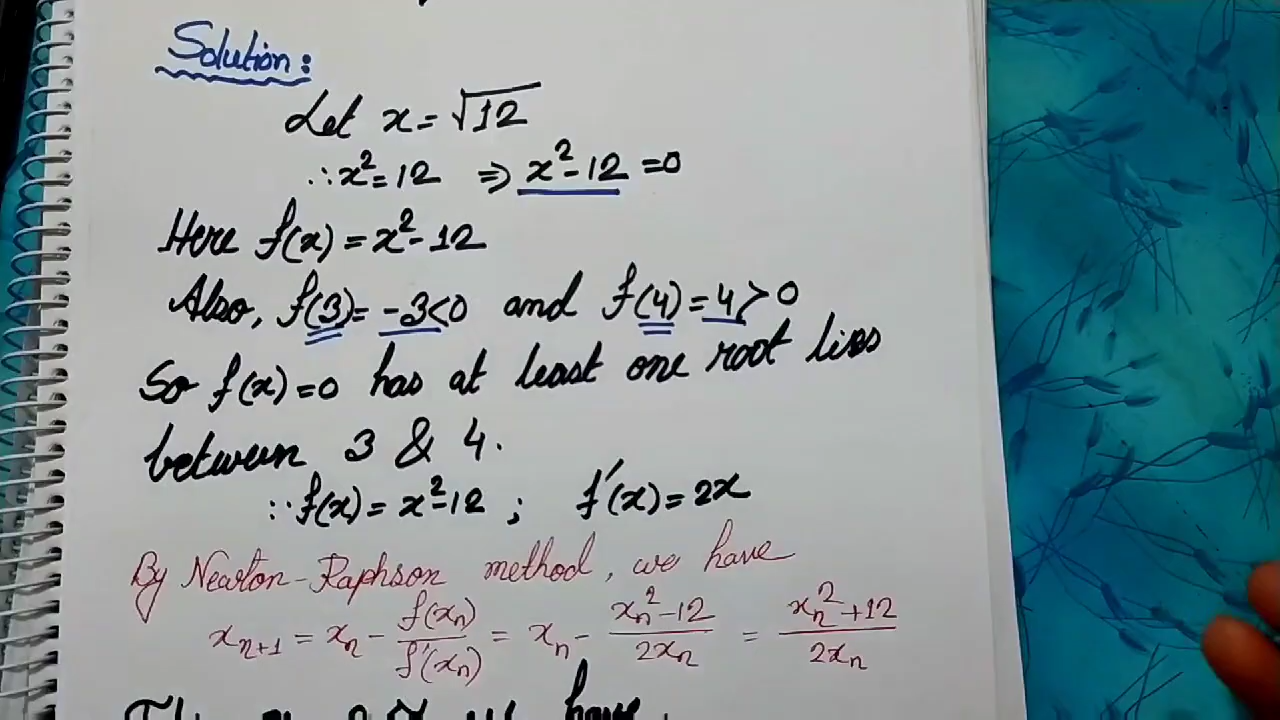 Solution:
Let x = √12
∴ x² = 12 ⇒ x² - 12 = 0
Here f(x) = x² - 12
Also, f(3) = -3 < 0 and f(4) = 4 > 0
So f(x) = 0 has at least one root lies
between 3 & 4.
∵ f(x) = x² - 12 ; f'(x) = 2x
By Newton-Raphson method, we have
xₙ₊₁ = xₙ - f(xₙ)/f'(xₙ) = xₙ - (xₙ² - 12)/(2xₙ) = (xₙ² + 12)/(2xₙ)
have